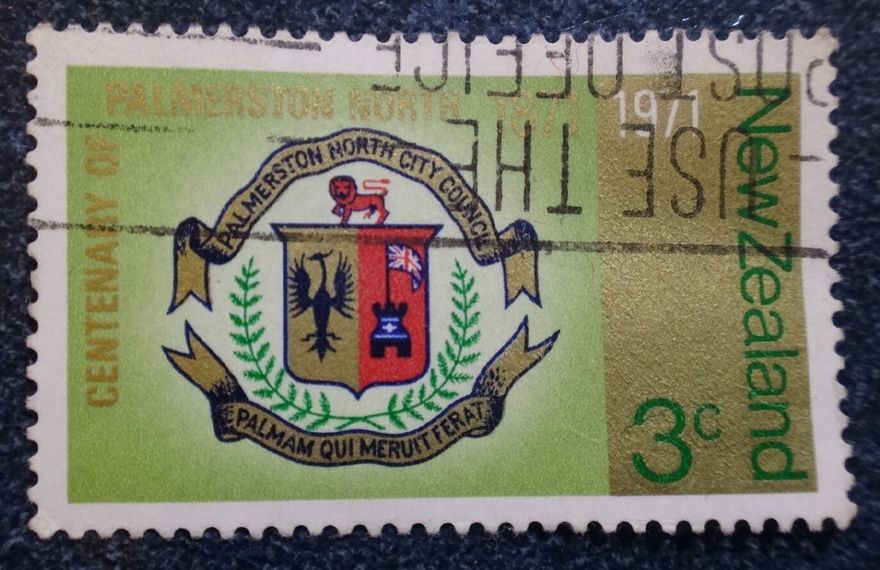 CENTENARY OF
PALMERSTON NORTH 1871
1971
PALMERSTON NORTH CITY COUNCIL
PALMAM QUI MERUIT FERAT
New Zealand
3c
USE THE
POST OFFICE